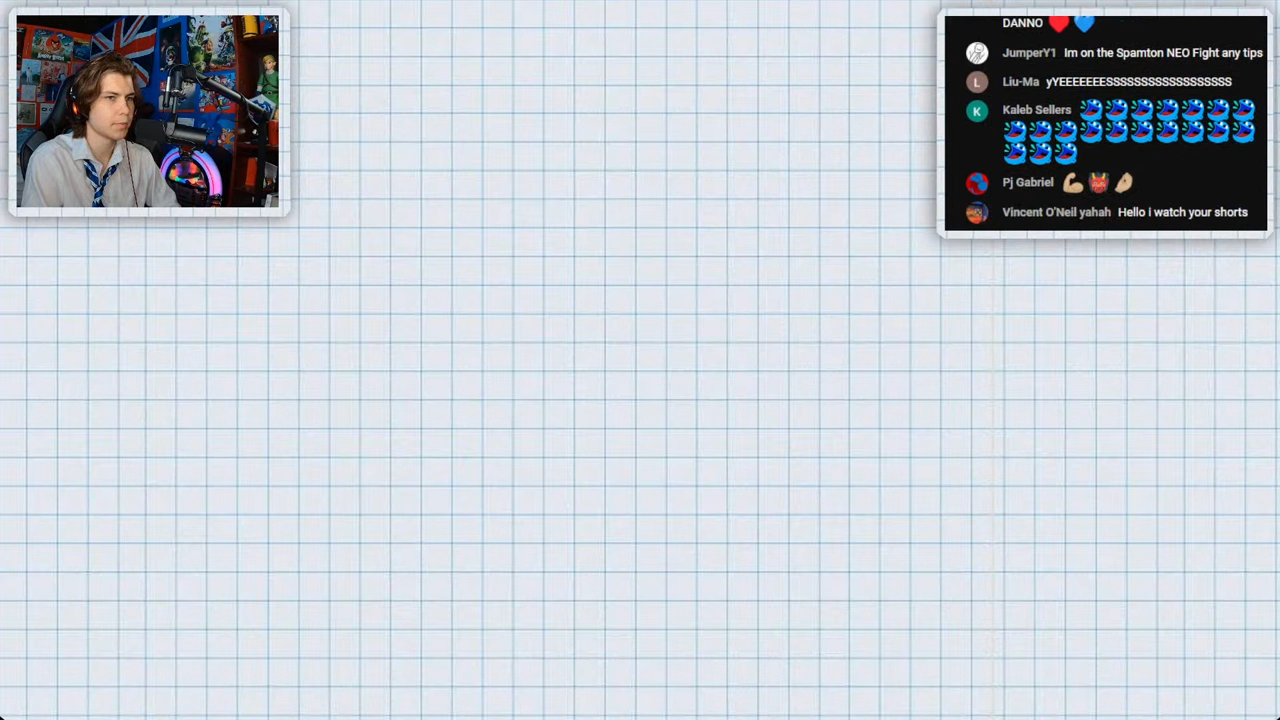 DANNO
JumperY1 Im on the Spamton NEO Fight any tips
Liu-Ma yYEEEEEEESSSSSSSSSSSSSSSSSS
K Kaleb Sellers
Pj Gabriel
Vincent O'Neil yahah Hello i watch your shorts